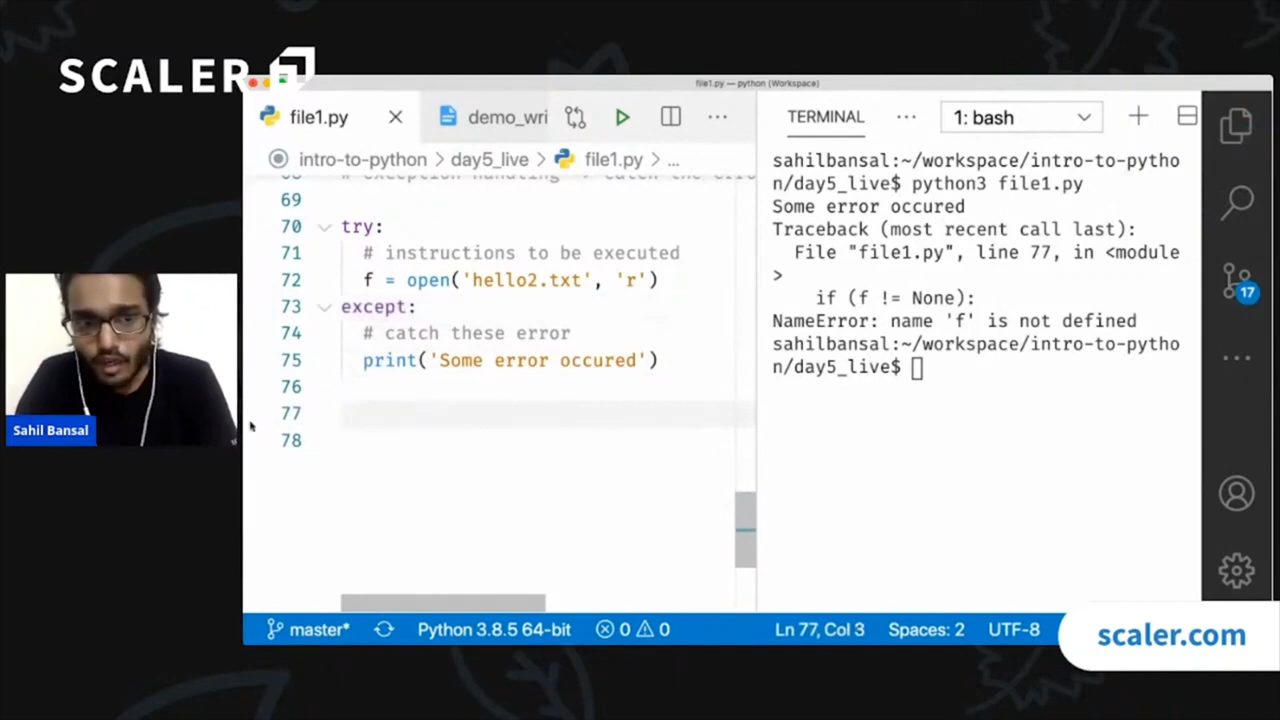 SCALER
file1.py — python (Workspace)
file1.py
demo_wri
intro-to-python > day5_live > file1.py > ...
TERMINAL
1: bash
69
70 try:
71 # instructions to be executed
72 f = open('hello2.txt', 'r')
73 except:
74 # catch these error
75 print('Some error occured')
76
77
78
sahilbansal:~/workspace/intro-to-pytho
n/day5_live$ python3 file1.py
Some error occured
Traceback (most recent call last):
File "file1.py", line 77, in <module
>
if (f != None):
NameError: name 'f' is not defined
sahilbansal:~/workspace/intro-to-pytho
n/day5_live$
17
Sahil Bansal
master*
Python 3.8.5 64-bit
0
0
Ln 77, Col 3
Spaces: 2
UTF-8
scaler.com